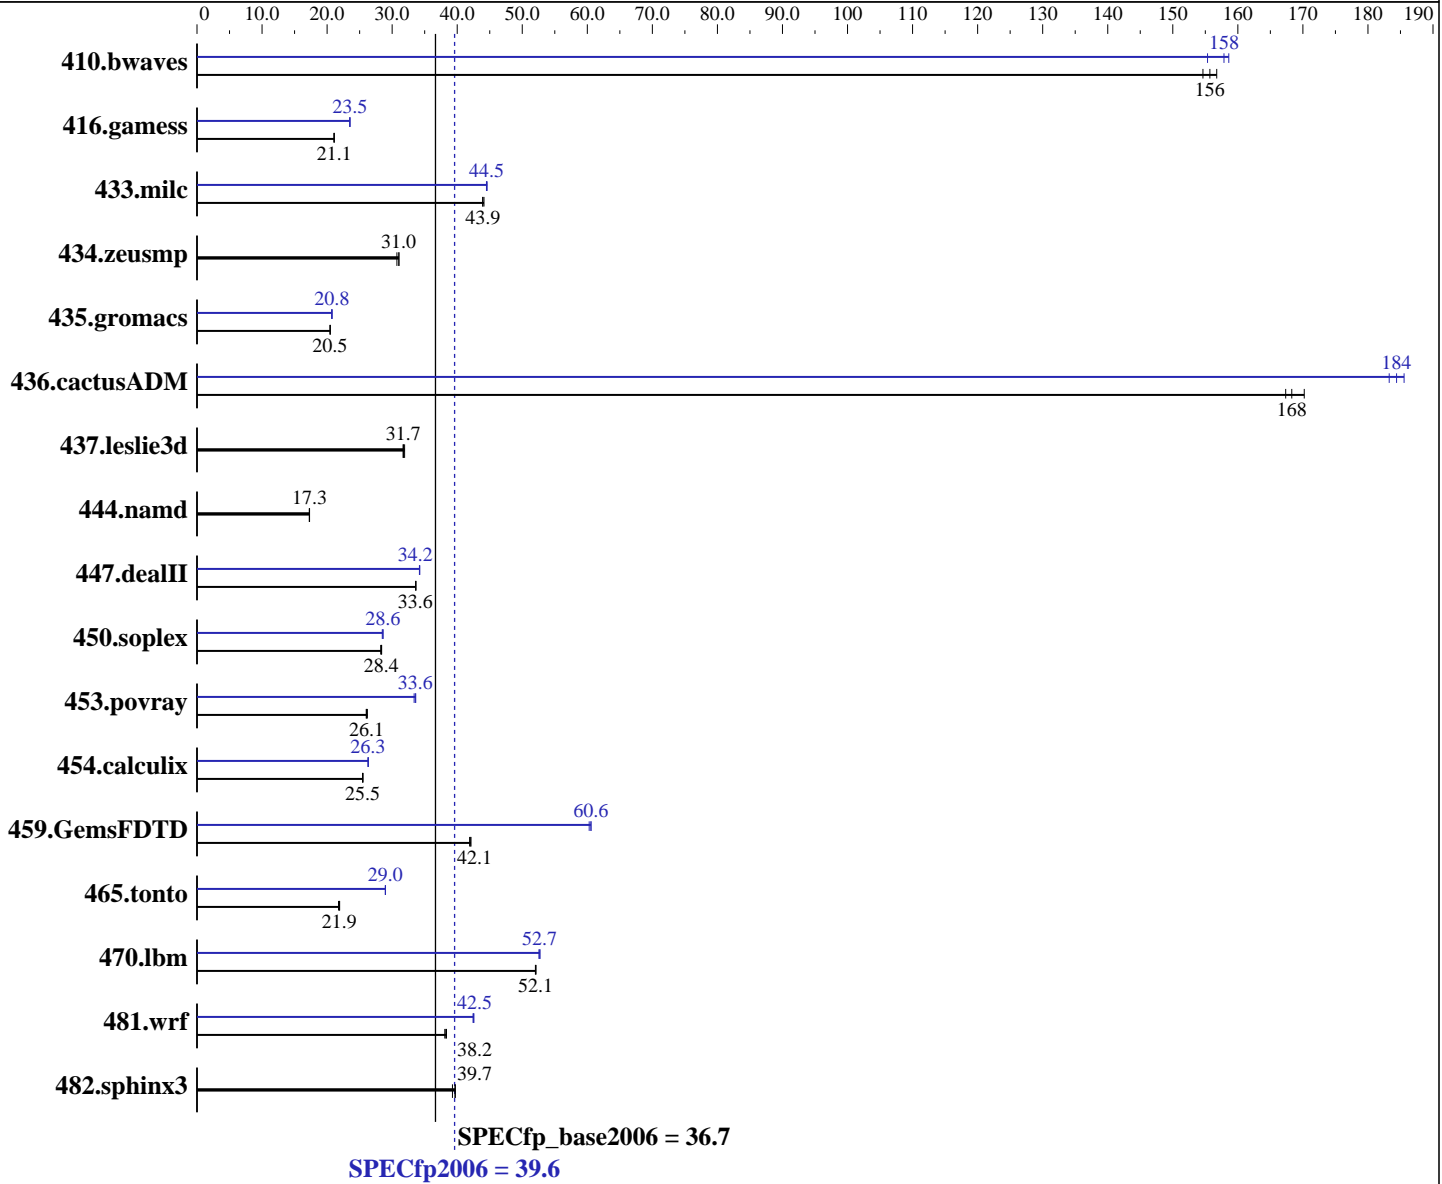 0 10.0 20.0 30.0 40.0 50.0 60.0 70.0 80.0 90.0 100 110 120 130 140 150 160 170 180 190
158
410.bwaves
156
23.5
416.gamess
21.1
44.5
433.milc
43.9
31.0
434.zeusmp
20.8
435.gromacs
20.5
184
436.cactusADM
168
31.7
437.leslie3d
17.3
444.namd
34.2
447.dealII
33.6
28.6
450.soplex
28.4
33.6
453.povray
26.1
26.3
454.calculix
25.5
60.6
459.GemsFDTD
42.1
29.0
465.tonto
21.9
52.7
470.lbm
52.1
42.5
481.wrf
38.2
39.7
482.sphinx3
SPECfp_base2006 = 36.7
SPECfp2006 = 39.6